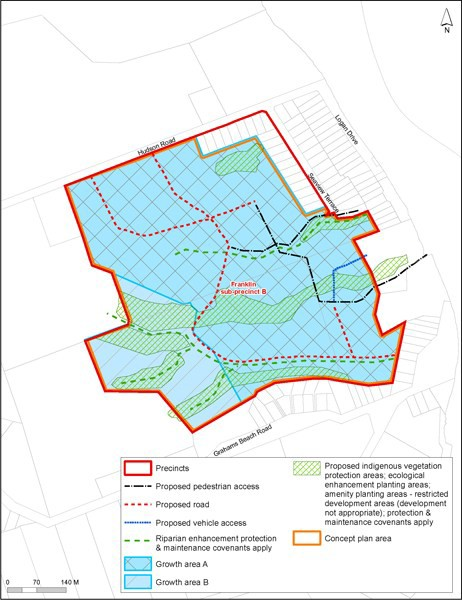 N
Hudson Road
Logan Drive
Seaview Terrace
Franklin
sub-precinct B
Grahams Beach Road
Precincts
Proposed pedestrian access
Proposed road
Proposed vehicle access
Riparian enhancement protection
& maintenance covenants apply
Growth area A
Growth area B
Proposed indigenous vegetation
protection areas; ecological
enhancement planting areas;
amenity planting areas - restricted
development areas (development
not appropriate); protection &
maintenance covenants apply
Concept plan area
0 70 140 M